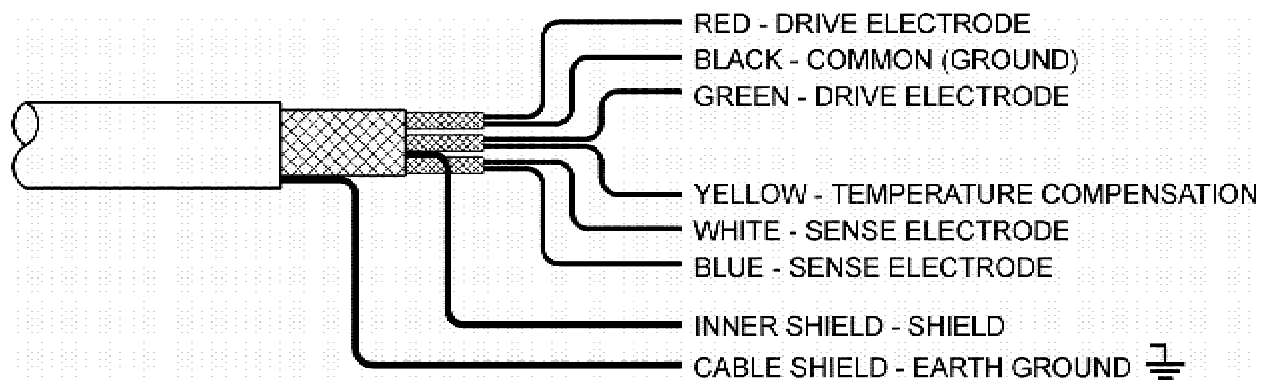 RED - DRIVE ELECTRODE
BLACK - COMMON (GROUND)
GREEN - DRIVE ELECTRODE
YELLOW - TEMPERATURE COMPENSATION
WHITE - SENSE ELECTRODE
BLUE - SENSE ELECTRODE
INNER SHIELD - SHIELD
CABLE SHIELD - EARTH GROUND